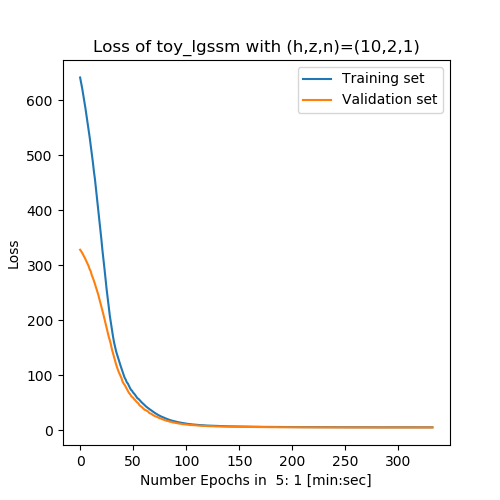 Loss of toy_lgssm with (h,z,n)=(10,2,1)
Training set
Validation set
600
500
400
300
200
100
0
Loss
0 50 100 150 200 250 300
Number Epochs in  5: 1 [min:sec]